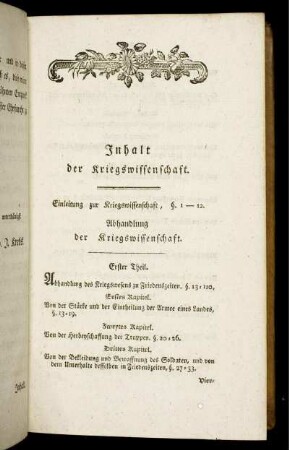 Inhalt
der Kriegswissenschaft.
Einleitung zur Kriegswissenschaft, §. 1 — 12.
Abhandlung
der Kriegswissenschaft.
Erster Theil.
Abhandlung des Kriegswesens zu Friedenszeiten. §. 13-120.
Erstes Kapitel.
Von der Stärke und der Eintheilung der Armee eines Landes,
§. 13-19.
Zweytes Kapitel.
Von der Herbeyschaffung der Truppen. §. 20-26.
Drittes Kapitel.
Von der Bekleidung und Bewaffnung des Soldaten, und von
dem Unterhalte desselben in Friedenszeiten, §. 27-33.
Vier-